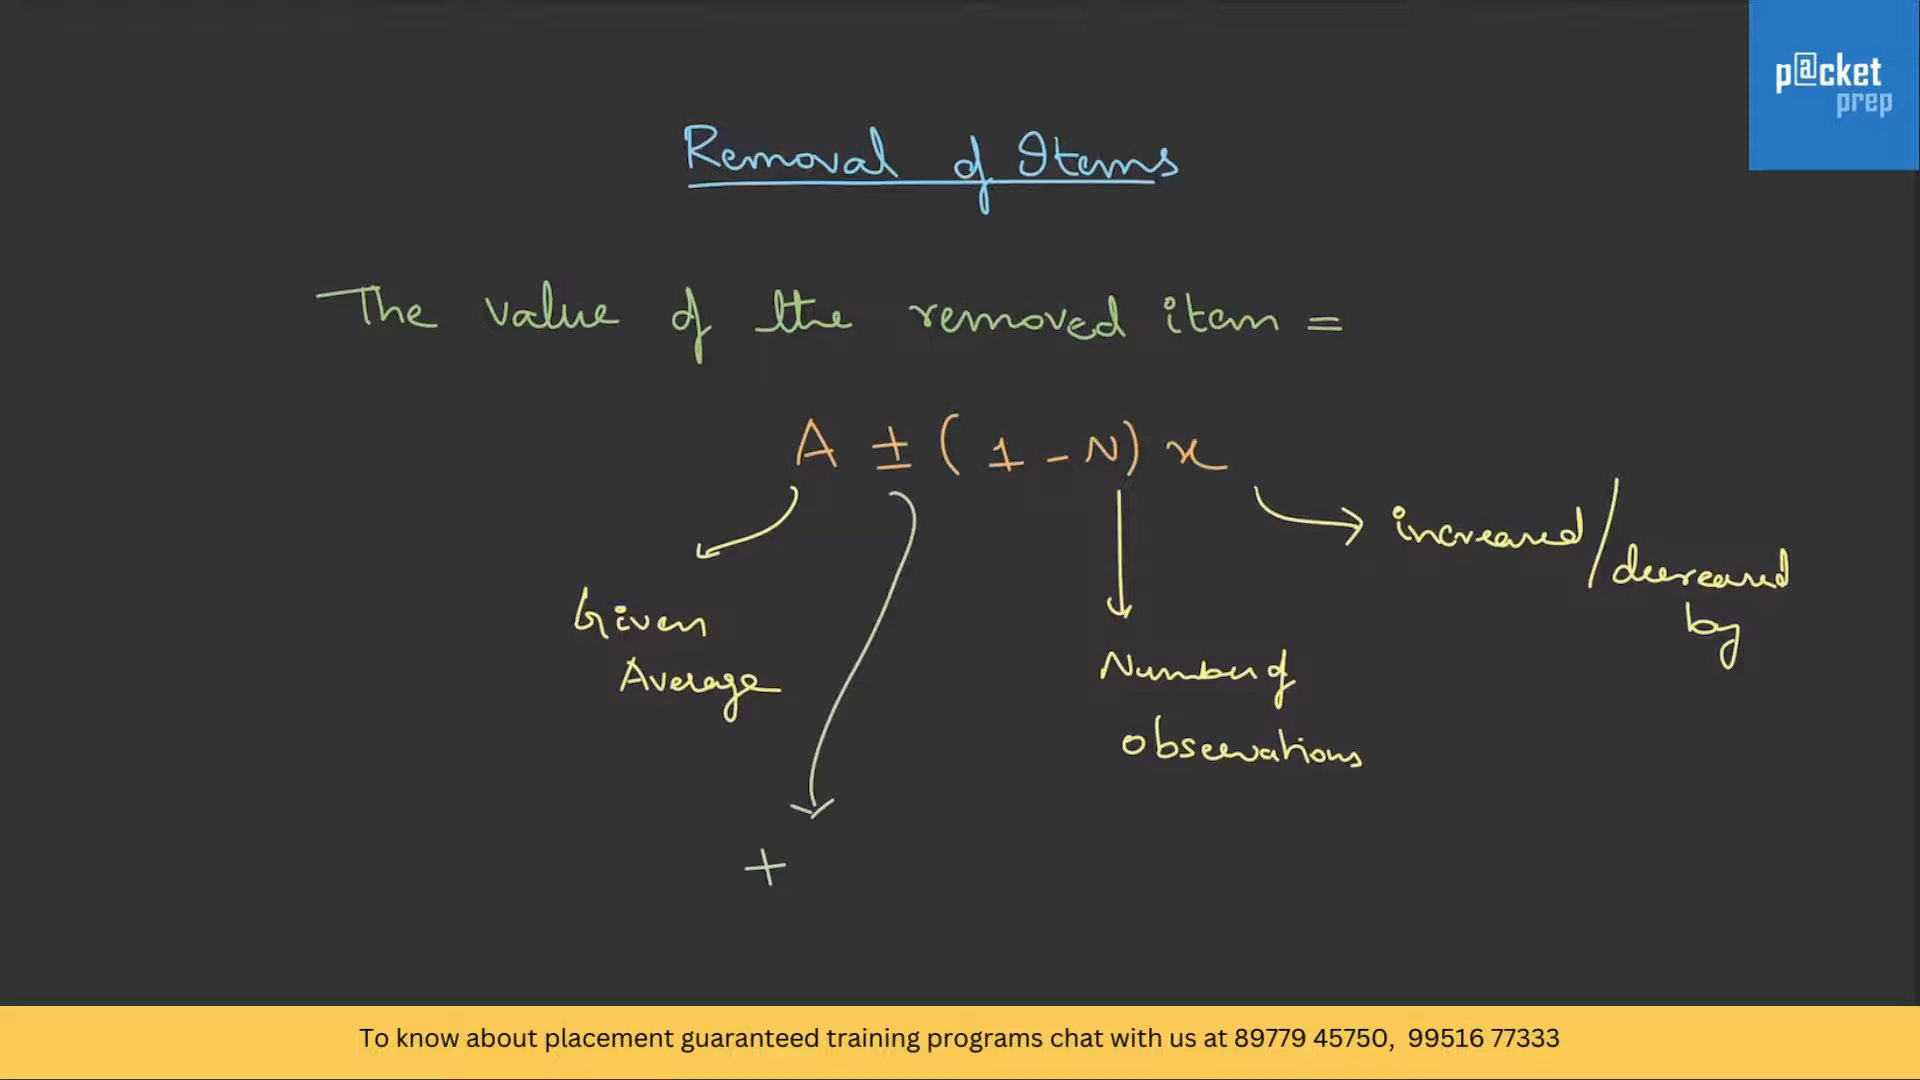 p@cket
prep
Removal of Items
The value of the removed item =
A ± (1 - N) x
increased/
decreased
by
Given
Average
Number of
observations
+
To know about placement guaranteed training programs chat with us at 89779 45750, 99516 77333